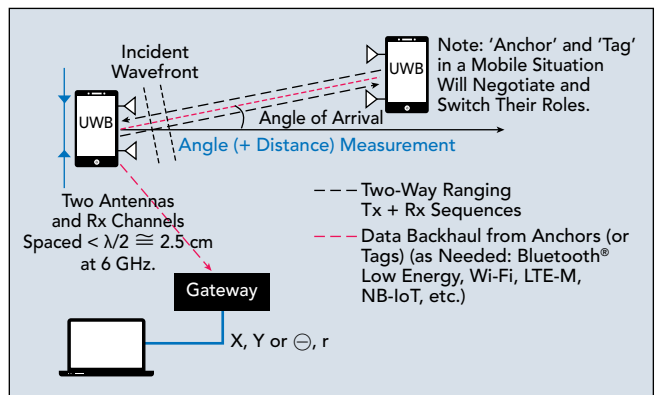 Incident
Wavefront
UWB
UWB
Note: 'Anchor' and 'Tag'
in a Mobile Situation
Will Negotiate and
Switch Their Roles.
Angle of Arrival
Angle (+ Distance) Measurement
Two Antennas
and Rx Channels
Spaced < λ/2 ≅ 2.5 cm
at 6 GHz.
Two-Way Ranging
Tx + Rx Sequences
Data Backhaul from Anchors (or
Tags) (as Needed: Bluetooth®
Low Energy, Wi-Fi, LTE-M,
NB-IoT, etc.)
Gateway
X, Y or ⊖, r